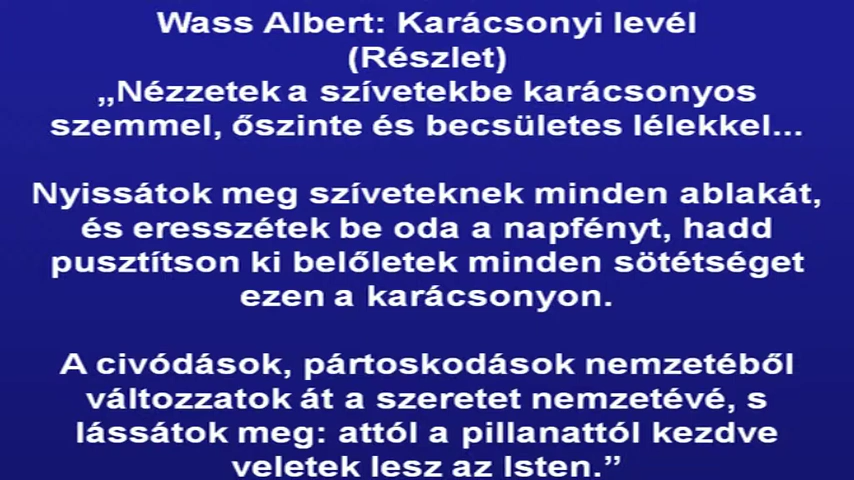 Wass Albert: Karácsonyi levél
(Részlet)
„Nézzetek a szívetekbe karácsonyos
szemmel, őszinte és becsületes lélekkel...
Nyissátok meg szíveteknek minden ablakát,
és eresszétek be oda a napfényt, hadd
pusztítson ki belőletek minden sötétséget
ezen a karácsonyon.
A civódások, pártoskodások nemzetéből
változzatok át a szeretet nemzetévé, s
lássátok meg: attól a pillanattól kezdve
veletek lesz az Isten.”